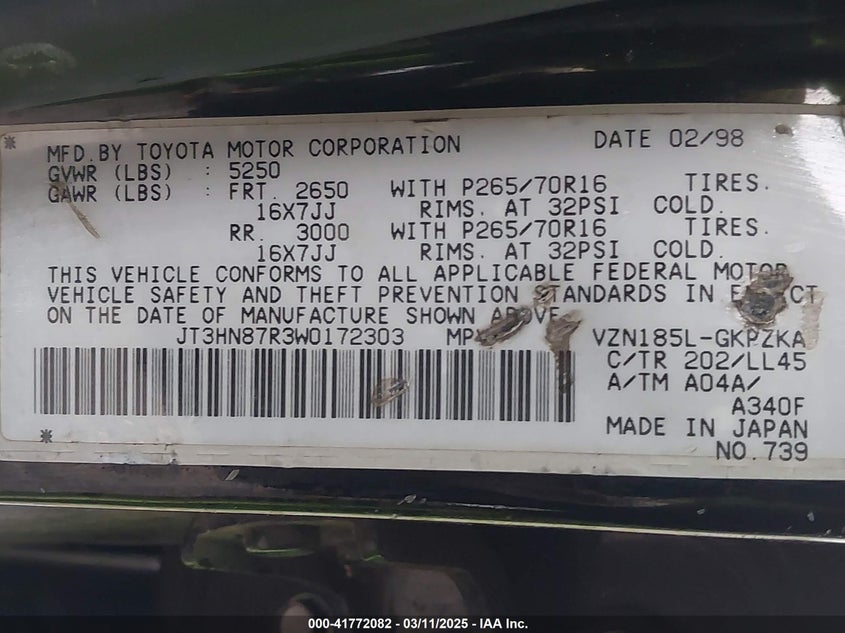 MFD. BY TOYOTA MOTOR CORPORATION DATE 02/98
GVWR (LBS) : 5250
GAWR (LBS) : FRT. 2650 WITH P265/70R16 TIRES.
16X7JJ RIMS. AT 32PSI COLD.
RR. 3000 WITH P265/70R16 TIRES.
16X7JJ RIMS. AT 32PSI COLD.
THIS VEHICLE CONFORMS TO ALL APPLICABLE FEDERAL MOTOR
VEHICLE SAFETY AND THEFT PREVENTION STANDARDS IN EFFECT
ON THE DATE OF MANUFACTURE SHOWN ABOVE
JT3HN87R3W0172303 VZN185L-GKPZKA
C/TR 202/LL45
A/TM A04A/
A340F
MADE IN JAPAN
NO.739
000-41772082 / 03/11/2025 - IAA Inc.